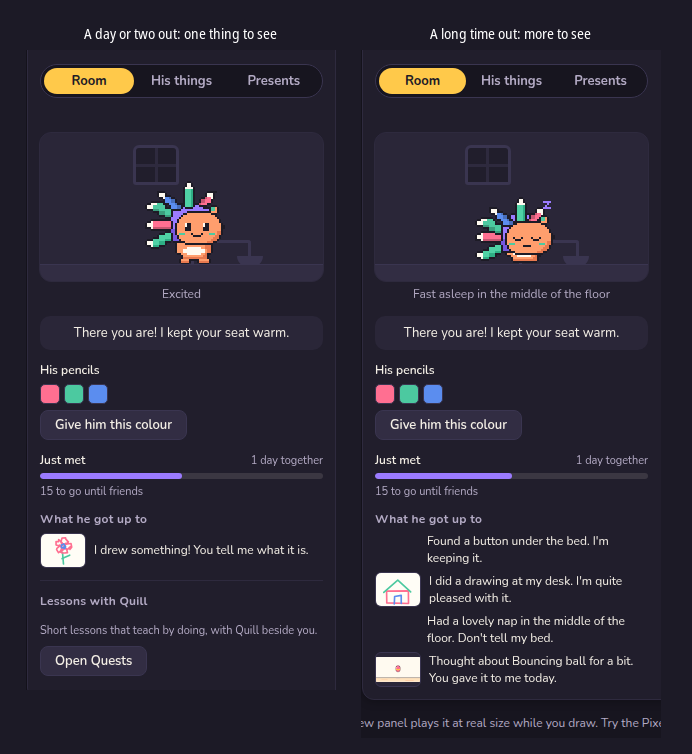 A day or two out: one thing to see
Room His things Presents
Excited
There you are! I kept your seat warm.
His pencils
Give him this colour
Just met 1 day together
15 to go until friends
What he got up to
I drew something! You tell me what it is.
Lessons with Quill
Short lessons that teach by doing, with Quill beside you.
Open Quests
A long time out: more to see
Room His things Presents
z
Fast asleep in the middle of the floor
There you are! I kept your seat warm.
His pencils
Give him this colour
Just met 1 day together
15 to go until friends
What he got up to
Found a button under the bed. I'm
keeping it.
I did a drawing at my desk. I'm quite
pleased with it.
Had a lovely nap in the middle of the
floor. Don't tell my bed.
Thought about Bouncing ball for a bit.
You gave it to me today.
panel plays it at real size while you draw. Try the